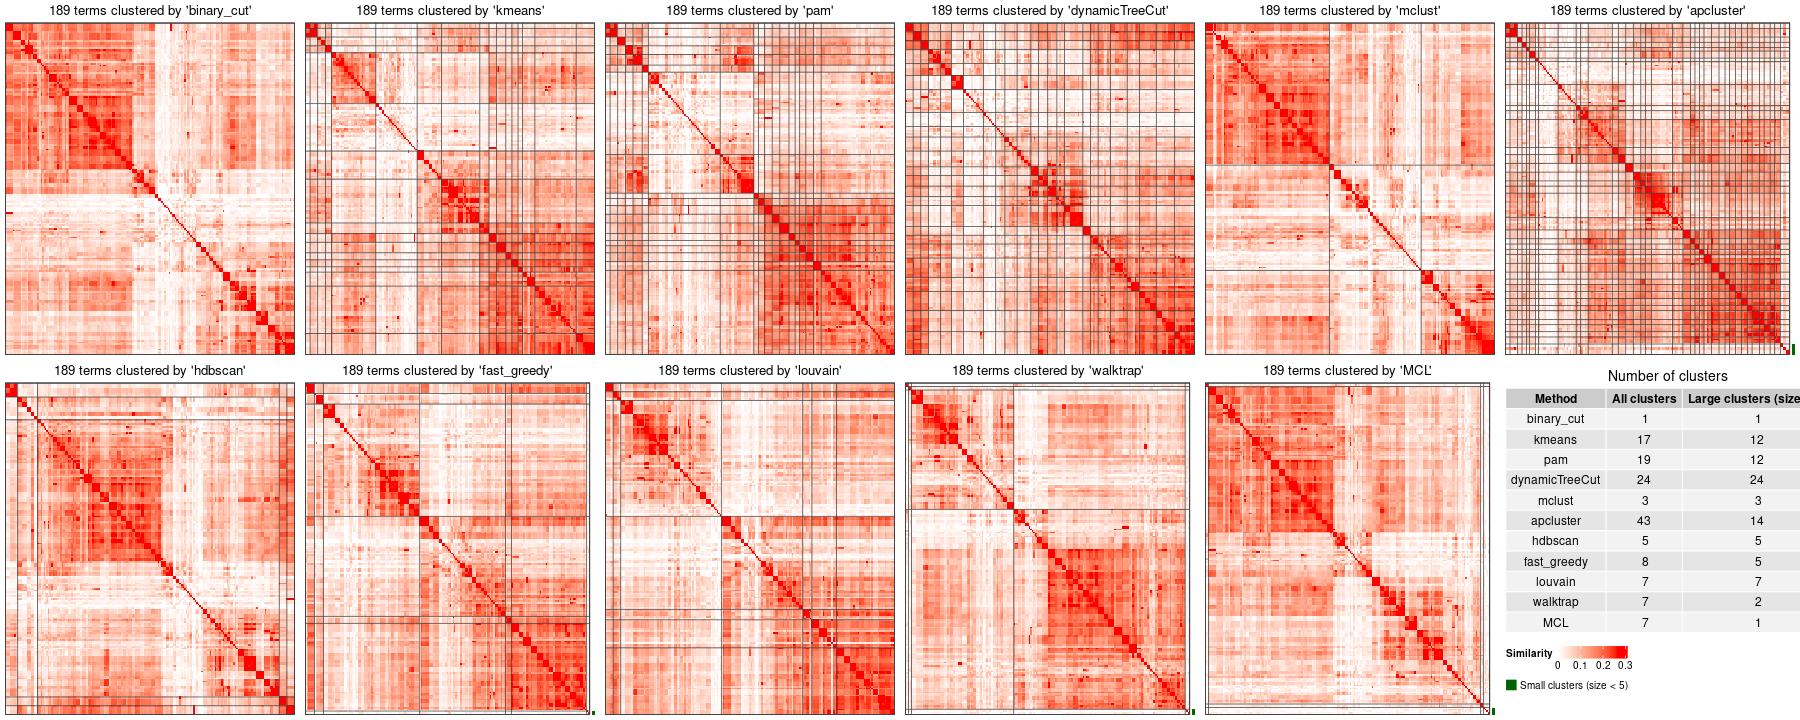 189 terms clustered by 'binary_cut'
189 terms clustered by 'kmeans'
189 terms clustered by 'pam'
189 terms clustered by 'dynamicTreeCut'
189 terms clustered by 'mclust'
189 terms clustered by 'apcluster'
189 terms clustered by 'hdbscan'
189 terms clustered by 'fast_greedy'
189 terms clustered by 'louvain'
189 terms clustered by 'walktrap'
189 terms clustered by 'MCL'
Number of clusters
Method All clusters Large clusters (size
binary_cut 1 1
kmeans 17 12
pam 19 12
dynamicTreeCut 24 24
mclust 3 3
apcluster 43 14
hdbscan 5 5
fast_greedy 8 5
louvain 7 7
walktrap 7 2
MCL 7 1
Similarity
0 0.1 0.2 0.3
Small clusters (size < 5)